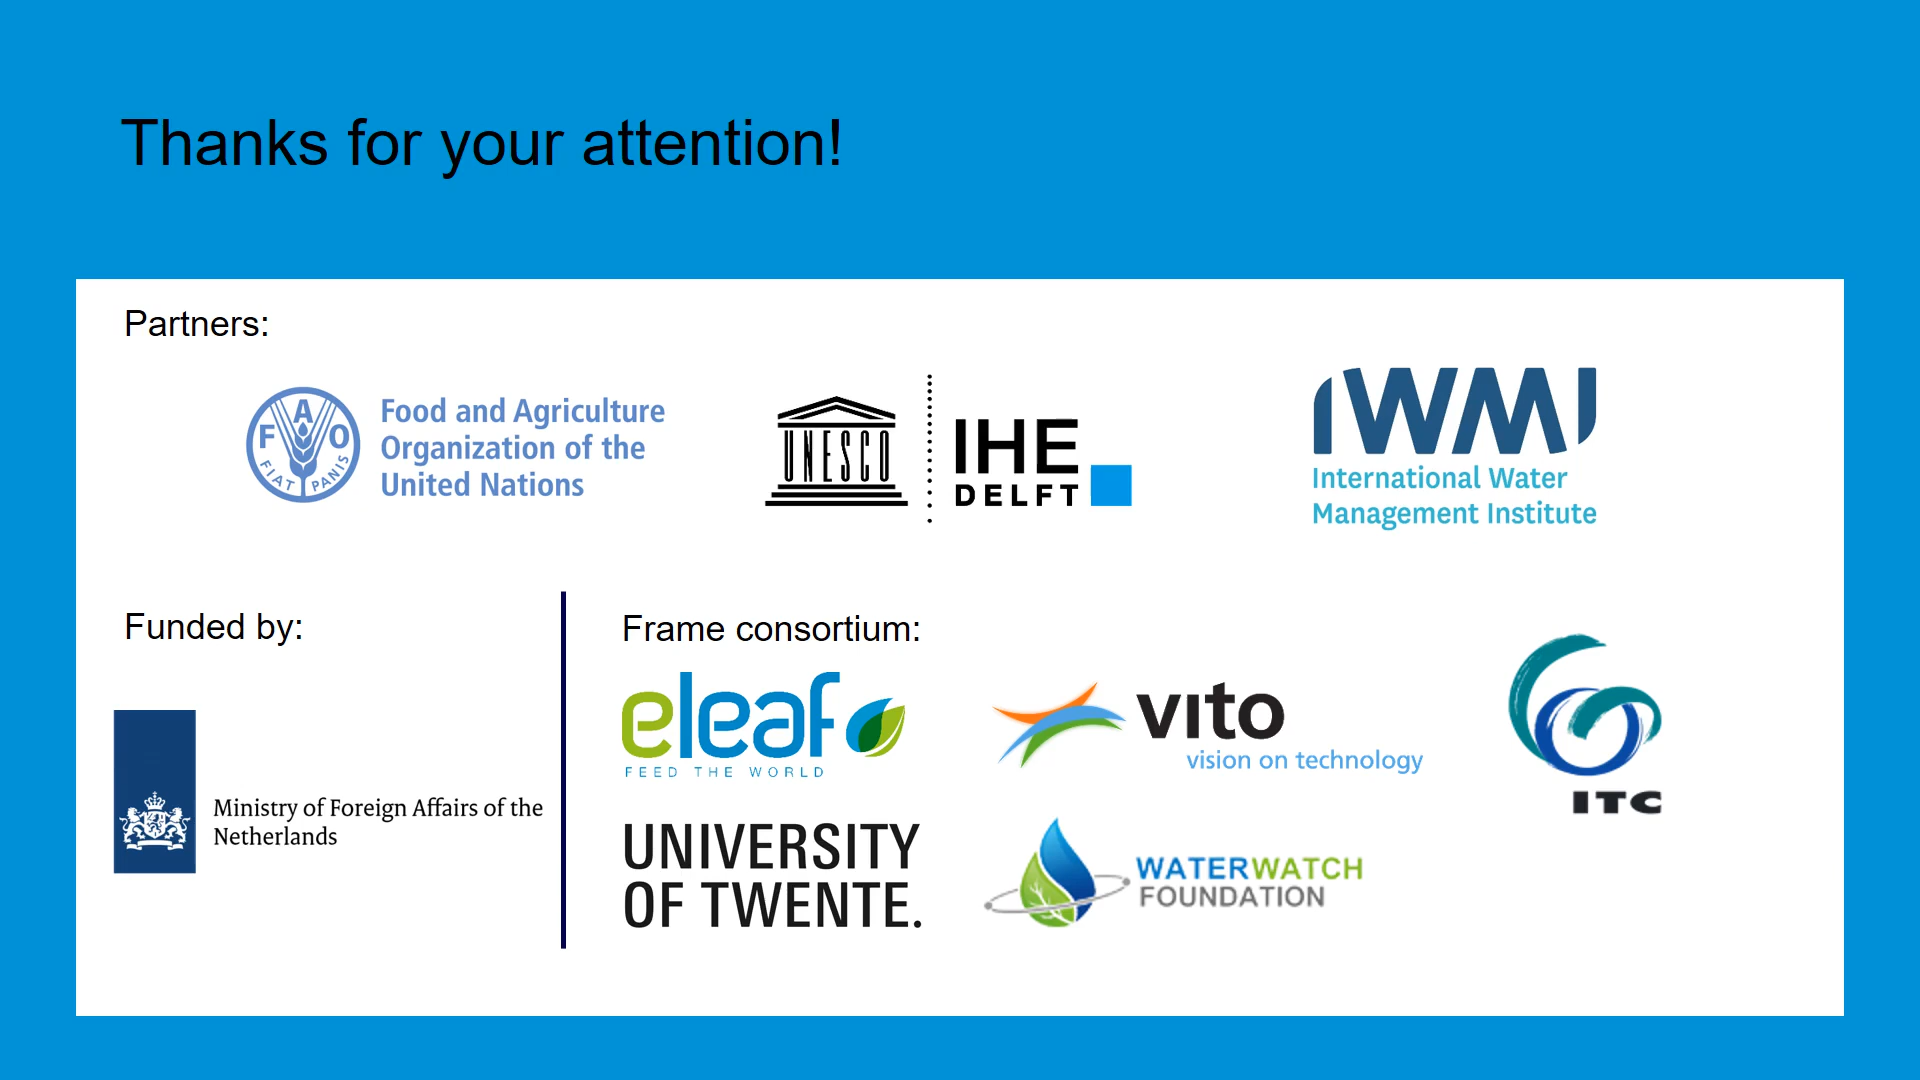 Thanks for your attention!
Partners:
FAO
FIAT PANIS
Food and Agriculture
Organization of the
United Nations
UNESCO
IHE
DELFT
IWMI
International Water
Management Institute
Funded by:
Ministry of Foreign Affairs of the
Netherlands
Frame consortium:
eleaf
FEED THE WORLD
vito
vision on technology
ITC
UNIVERSITY
OF TWENTE.
WATERWATCH
FOUNDATION